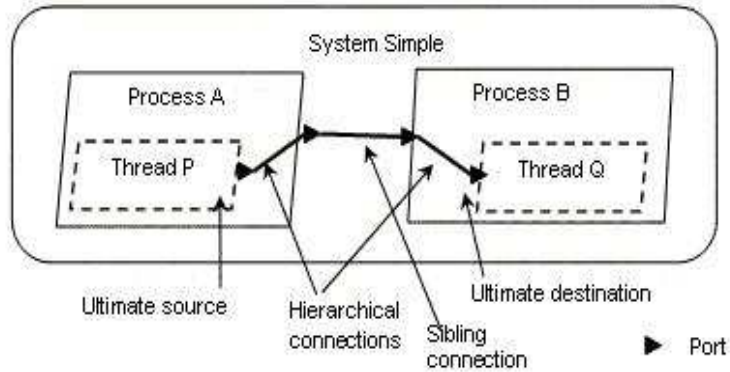 System Simple
Process A
Process B
Thread P
Thread Q
Ultimate source
Hierarchical
connections
Sibling
connection
Ultimate destination
Port